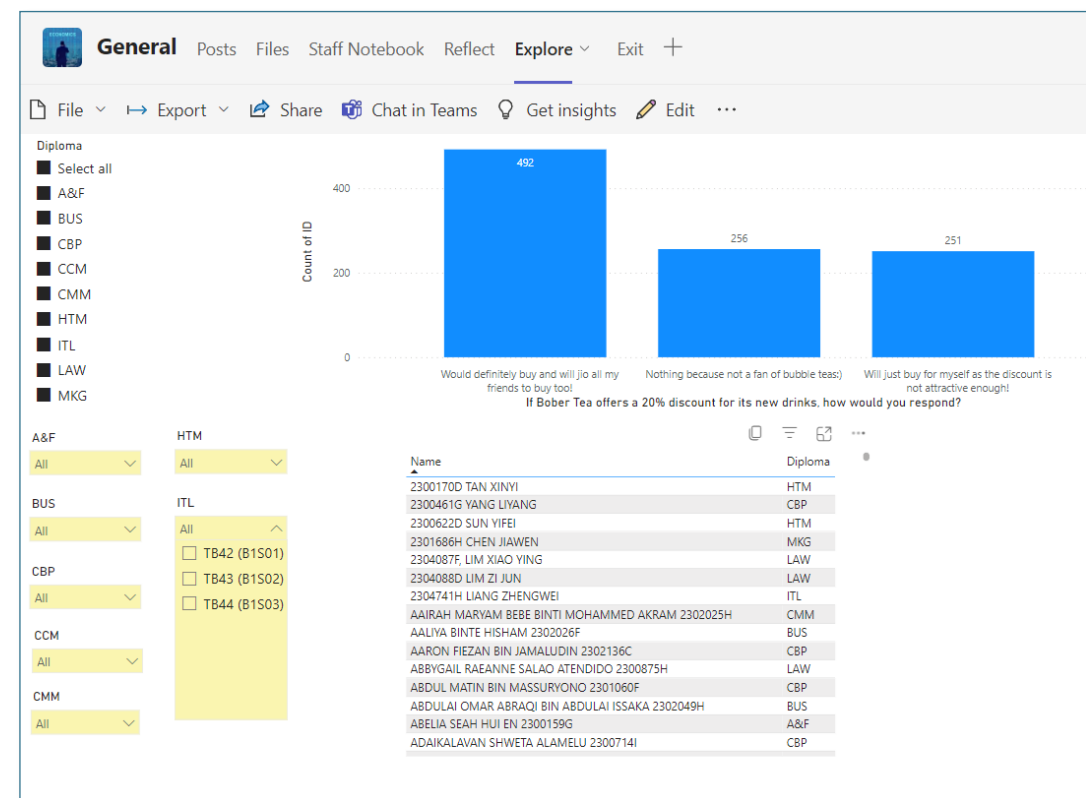 ECONOMICS
General Posts Files Staff Notebook Reflect Explore Exit
File Export Share Chat in Teams Get insights Edit ...
Diploma
Select all
A&F
BUS
CBP
CCM
CMM
HTM
ITL
LAW
MKG
Count of ID
400
200
0
492
256
251
Would definitely buy and will jio all my
friends to buy too!
Nothing because not a fan of bubble teas:)
Will just buy for myself as the discount is
not attractive enough!
If Bober Tea offers a 20% discount for its new drinks, how would you respond?
A&F
All
BUS
All
CBP
All
CCM
All
CMM
All
HTM
All
ITL
All
TB42 (B1S01)
TB43 (B1S02)
TB44 (B1S03)
Name Diploma
2300170D TAN XINYI HTM
2300461G YANG LIYANG CBP
2300622D SUN YIFEI HTM
2301686H CHEN JIAWEN MKG
2304087F, LIM XIAO YING LAW
2304088D LIM ZI JUN LAW
2304741H LIANG ZHENGWEI ITL
AAIRAH MARYAM BEBE BINTI MOHAMMED AKRAM 2302025H CMM
AALIYA BINTE HISHAM 2302026F BUS
AARON FIEZAN BIN JAMALUDIN 2302136C CBP
ABBYGAIL RAEANNE SALAO ATENDIDO 2300875H LAW
ABDUL MATIN BIN MASSURYONO 2301060F CBP
ABDULAI OMAR ABRAQI BIN ABDULAI ISSAKA 2302049H BUS
ABELIA SEAH HUI EN 2300159G A&F
ADAIKALAVAN SHWETA ALAMELU 2300714I CBP